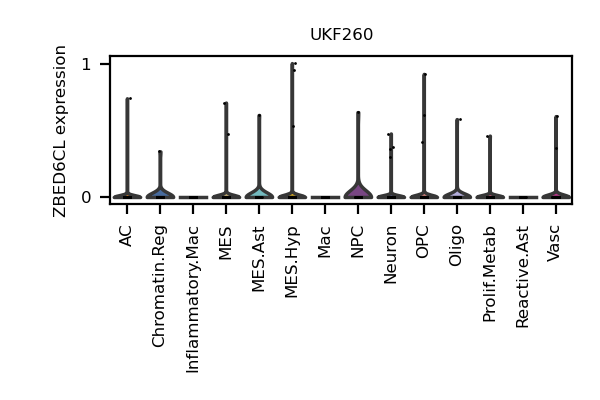 UKF260
ZBED6CL expression
1
0
AC
Chromatin.Reg
Inflammatory.Mac
MES
MES.Ast
MES.Hyp
Mac
NPC
Neuron
OPC
Oligo
Prolif.Metab
Reactive.Ast
Vasc